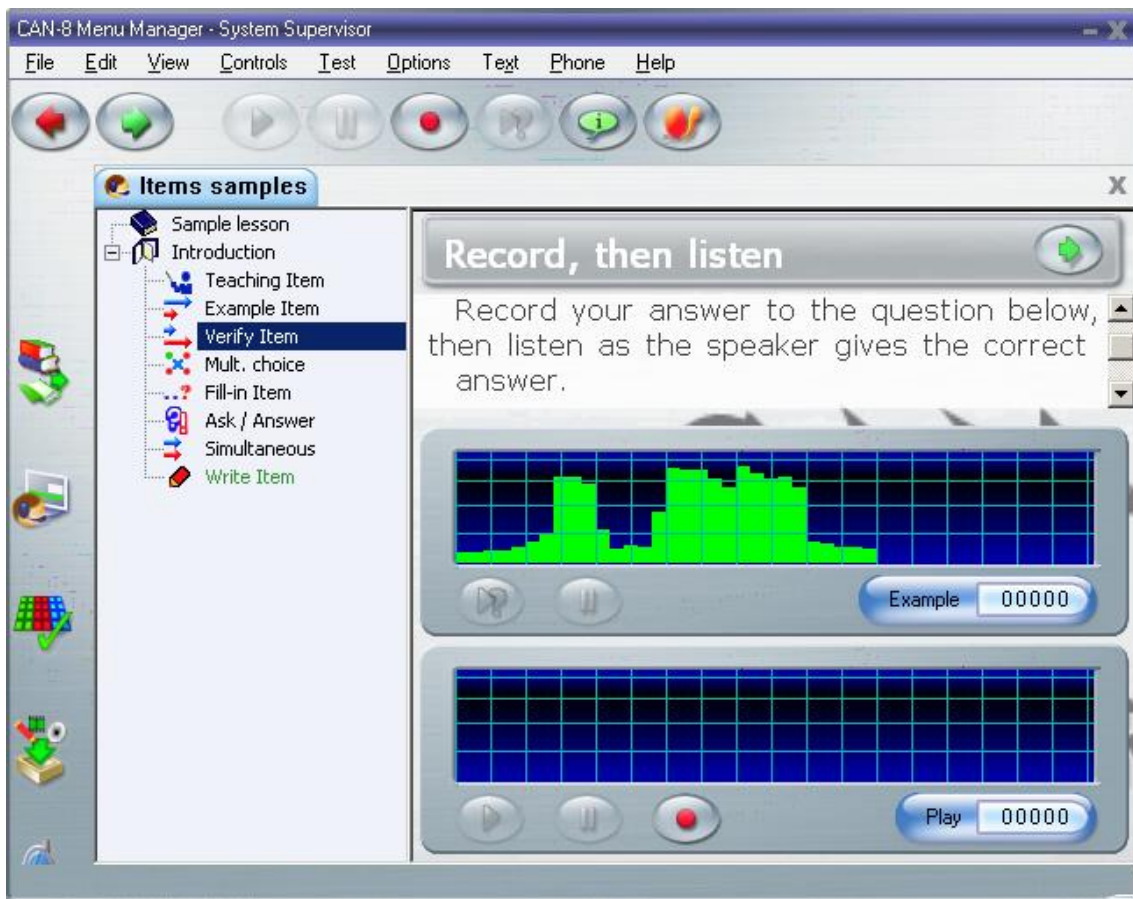 CAN-8 Menu Manager - System Supervisor
File Edit View Controls Test Options Text Phone Help
Items samples
Sample lesson
Introduction
Teaching Item
Example Item
Verify Item
Mult. choice
Fill-in Item
Ask / Answer
Simultaneous
Write Item
Record, then listen
Record your answer to the question below,
then listen as the speaker gives the correct
answer.
Example 00000
Play 00000